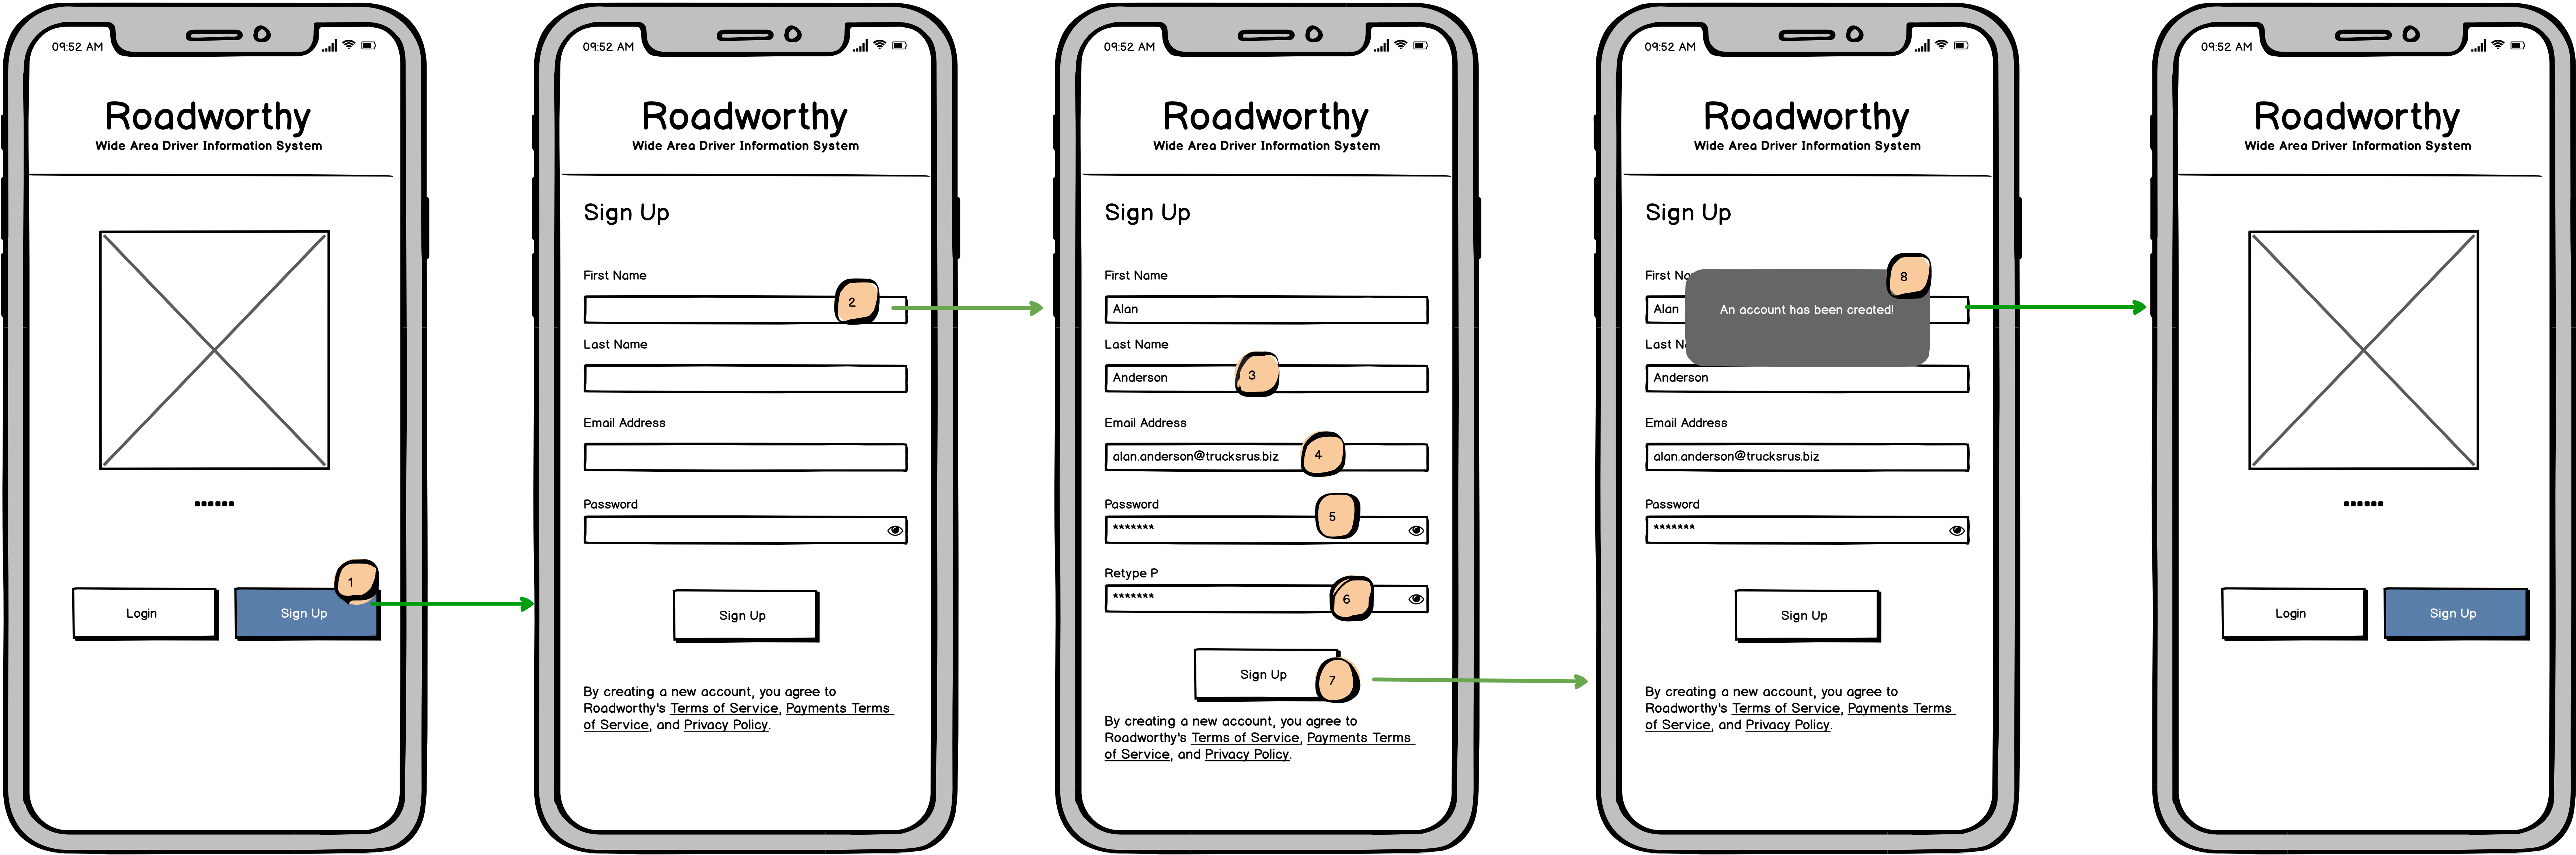 09:52 AM
Roadworthy
Wide Area Driver Information System
1
Login
Sign Up
09:52 AM
Roadworthy
Wide Area Driver Information System
Sign Up
First Name
2
Last Name
Email Address
Password
Sign Up
By creating a new account, you agree to
Roadworthy's Terms of Service, Payments Terms
of Service, and Privacy Policy.
09:52 AM
Roadworthy
Wide Area Driver Information System
Sign Up
First Name
Alan
Last Name
Anderson
3
Email Address
alan.anderson@trucksrus.biz
4
Password
5
*******
Retype P
*******
6
Sign Up
7
By creating a new account, you agree to
Roadworthy's Terms of Service, Payments Terms
of Service, and Privacy Policy.
09:52 AM
Roadworthy
Wide Area Driver Information System
Sign Up
First Na
8
Alan
An account has been created!
Last N
Anderson
Email Address
alan.anderson@trucksrus.biz
Password
*******
Sign Up
By creating a new account, you agree to
Roadworthy's Terms of Service, Payments Terms
of Service, and Privacy Policy.
09:52 AM
Roadworthy
Wide Area Driver Information System
Login
Sign Up